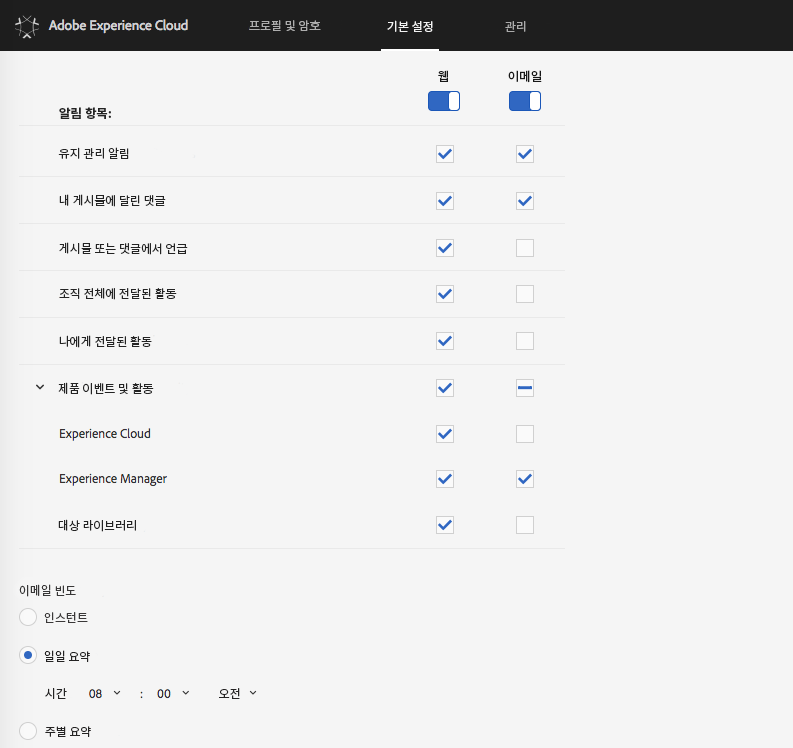 Adobe Experience Cloud 프로필 및 암호 기본 설정 관리
웹 이메일
알림 항목:
유지 관리 알림
내 게시물에 달린 댓글
게시물 또는 댓글에서 언급
조직 전체에 전달된 활동
나에게 전달된 활동
제품 이벤트 및 활동
Experience Cloud
Experience Manager
대상 라이브러리
이메일 빈도
인스턴트
일일 요약
시간 08 : 00 오전
주별 요약